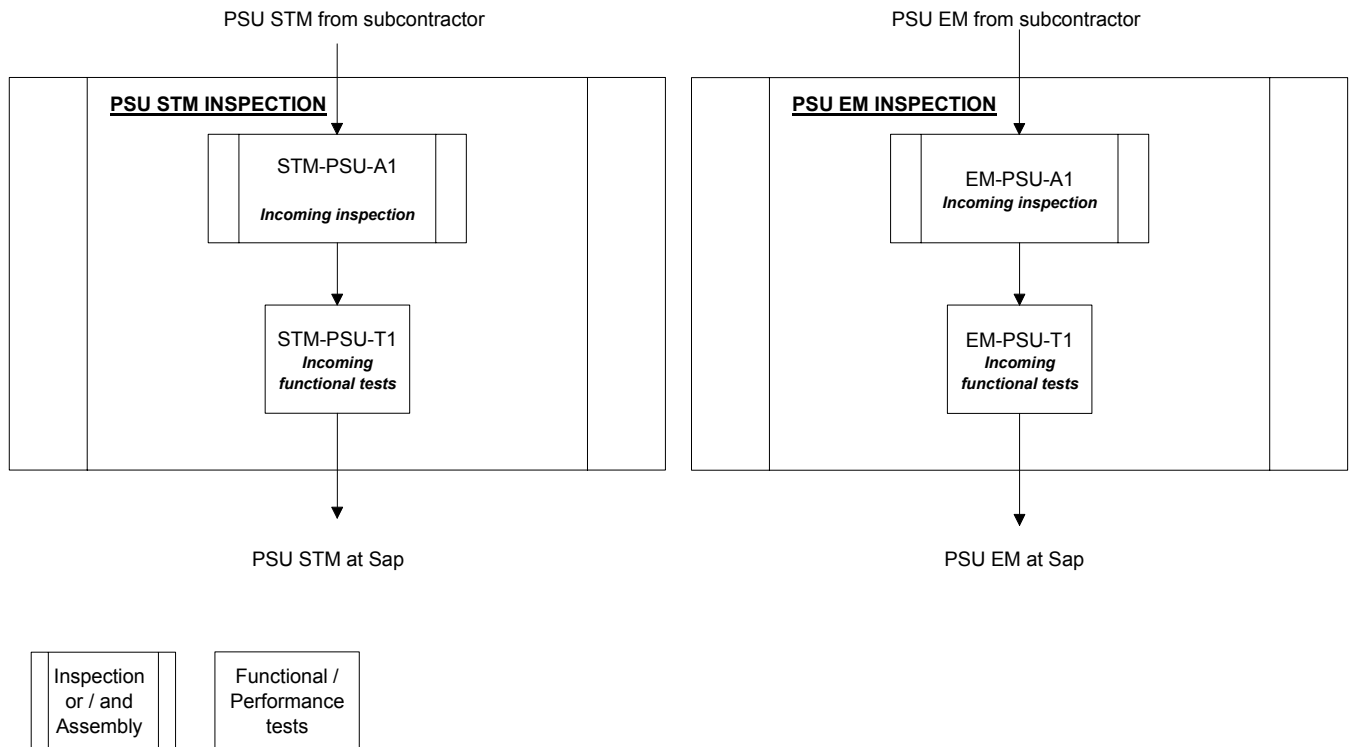 PSU STM from subcontractor
PSU STM INSPECTION
STM-PSU-A1
Incoming inspection
STM-PSU-T1
Incoming
functional tests
PSU STM at Sap
PSU EM from subcontractor
PSU EM INSPECTION
EM-PSU-A1
Incoming inspection
EM-PSU-T1
Incoming
functional tests
PSU EM at Sap
Inspection
or / and
Assembly
Functional /
Performance
tests